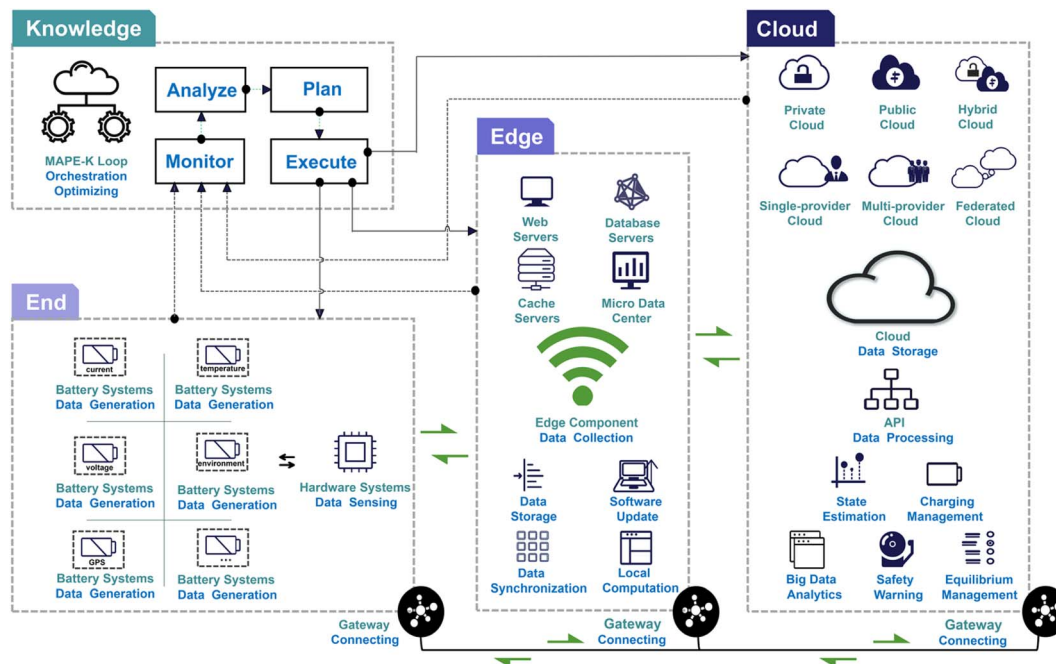 Knowledge
Analyze
Plan
Monitor
Execute
MAPE-K Loop
Orchestration
Optimizing
End
current
Battery Systems
Data Generation
temperature
Battery Systems
Data Generation
voltage
Battery Systems
Data Generation
environment
Battery Systems
Data Generation
GPS
Battery Systems
Data Generation
...
Battery Systems
Data Generation
Hardware Systems
Data Sensing
Gateway
Connecting
Edge
Web
Servers
Database
Servers
Cache
Servers
Micro Data
Center
Edge Component
Data Collection
Data
Storage
Software
Update
Data
Synchronization
Local
Computation
Gateway
Connecting
Cloud
Private
Cloud
Public
Cloud
Hybrid
Cloud
Single-provider
Cloud
Multi-provider
Cloud
Federated
Cloud
Cloud
Data Storage
API
Data Processing
State
Estimation
Charging
Management
Big Data
Analytics
Safety
Warning
Equilibrium
Management
Gateway
Connecting